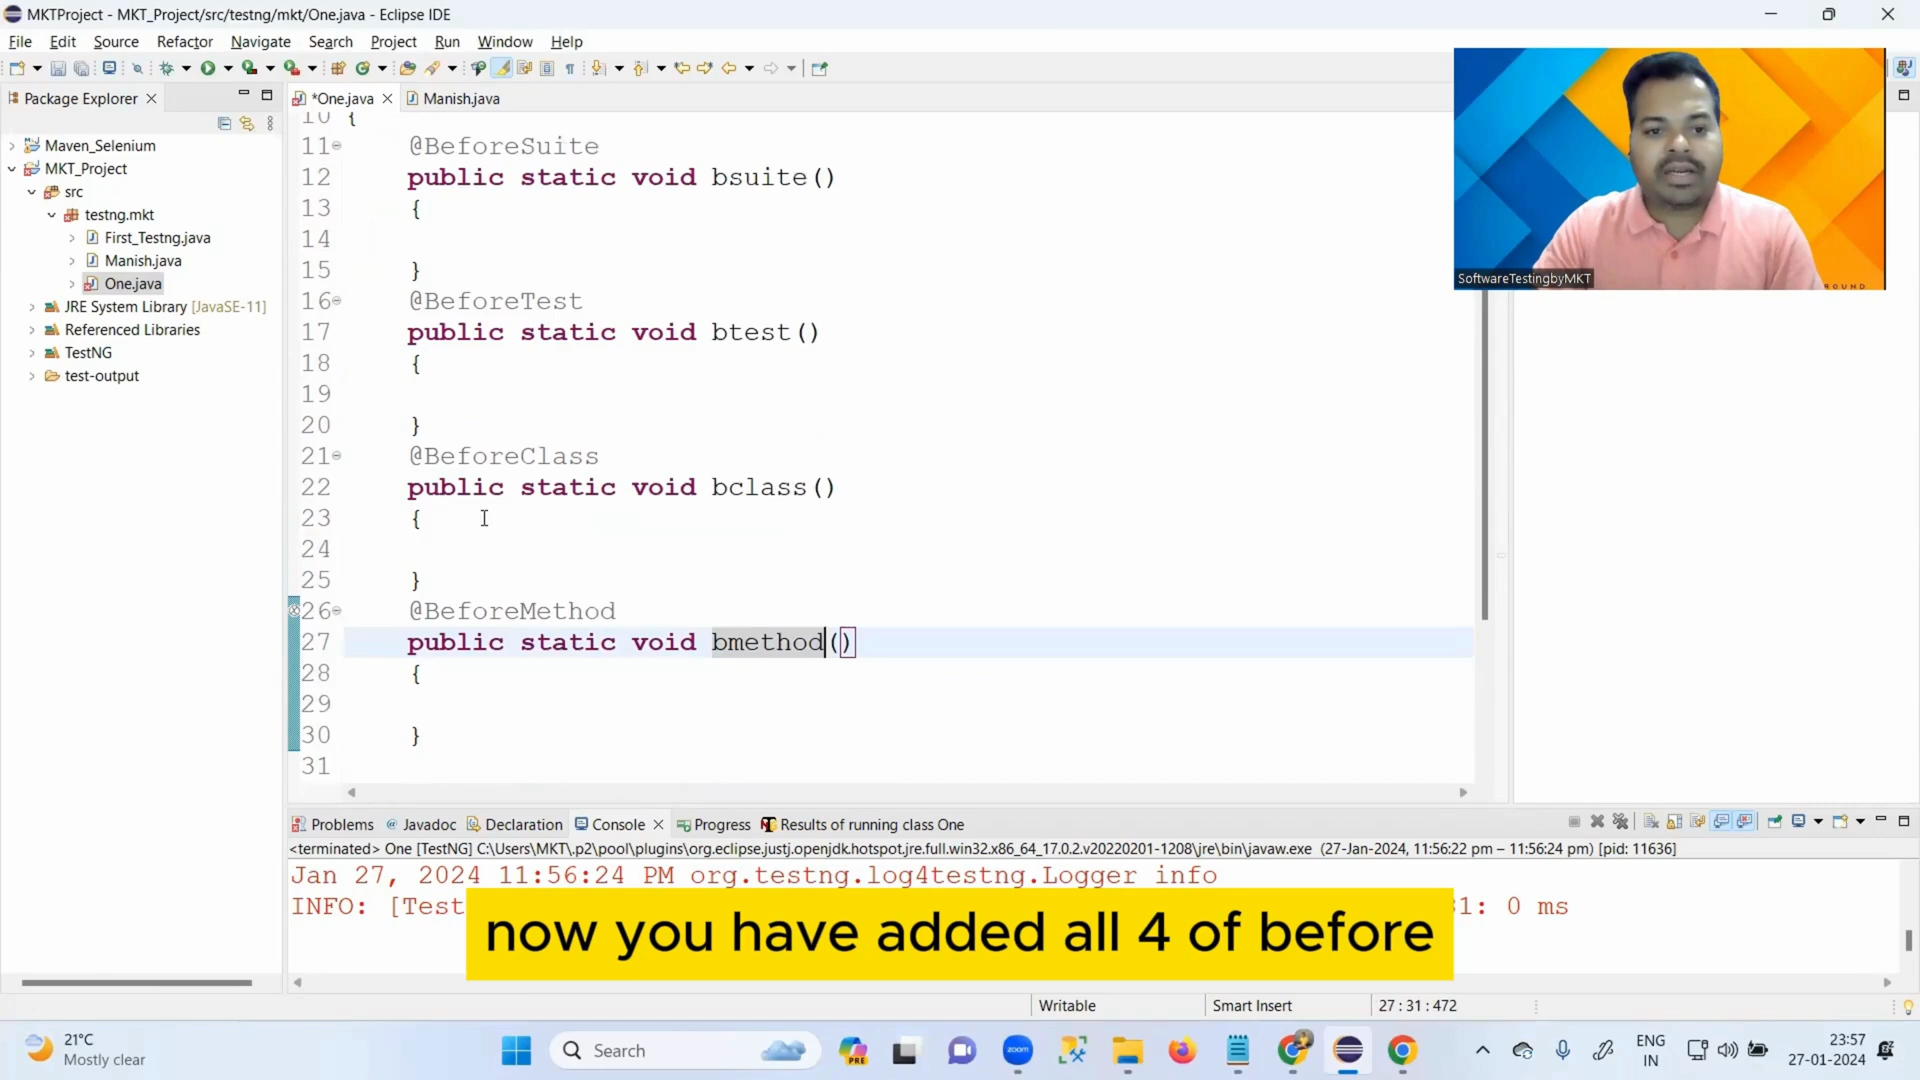 MKTProject - MKT_Project/src/testng/mkt/One.java - Eclipse IDE
File Edit Source Refactor Navigate Search Project Run Window Help
Package Explorer
*One.java Manish.java
Maven_Selenium
MKT_Project
src
testng.mkt
First_Testng.java
Manish.java
One.java
JRE System Library [JavaSE-11]
Referenced Libraries
TestNG
test-output
10 {
11 @BeforeSuite
12 public static void bsuite()
13 {
14
15 }
16 @BeforeTest
17 public static void btest()
18 {
19
20 }
21 @BeforeClass
22 public static void bclass()
23 {
24
25 }
26 @BeforeMethod
27 public static void bmethod()
28 {
29
30 }
31
SoftwareTestingbyMKT
OUND
Problems Javadoc Declaration Console Progress Results of running class One
<terminated> One [TestNG] C:\Users\MKT\.p2\pool\plugins\org.eclipse.justj.openjdk.hotspot.jre.full.win32.x86_64_17.0.2.v20220201-1208\jre\bin\javaw.exe (27-Jan-2024, 11:56:22 pm – 11:56:24 pm) [pid: 11636]
Jan 27, 2024 11:56:24 PM org.testng.log4testng.Logger info
INFO: [Test 1: 0 ms
now you have added all 4 of before
Writable Smart Insert 27 : 31 : 472
21°C
Mostly clear
Search
PRE
zoom
ENG
IN
23:57
27-01-2024